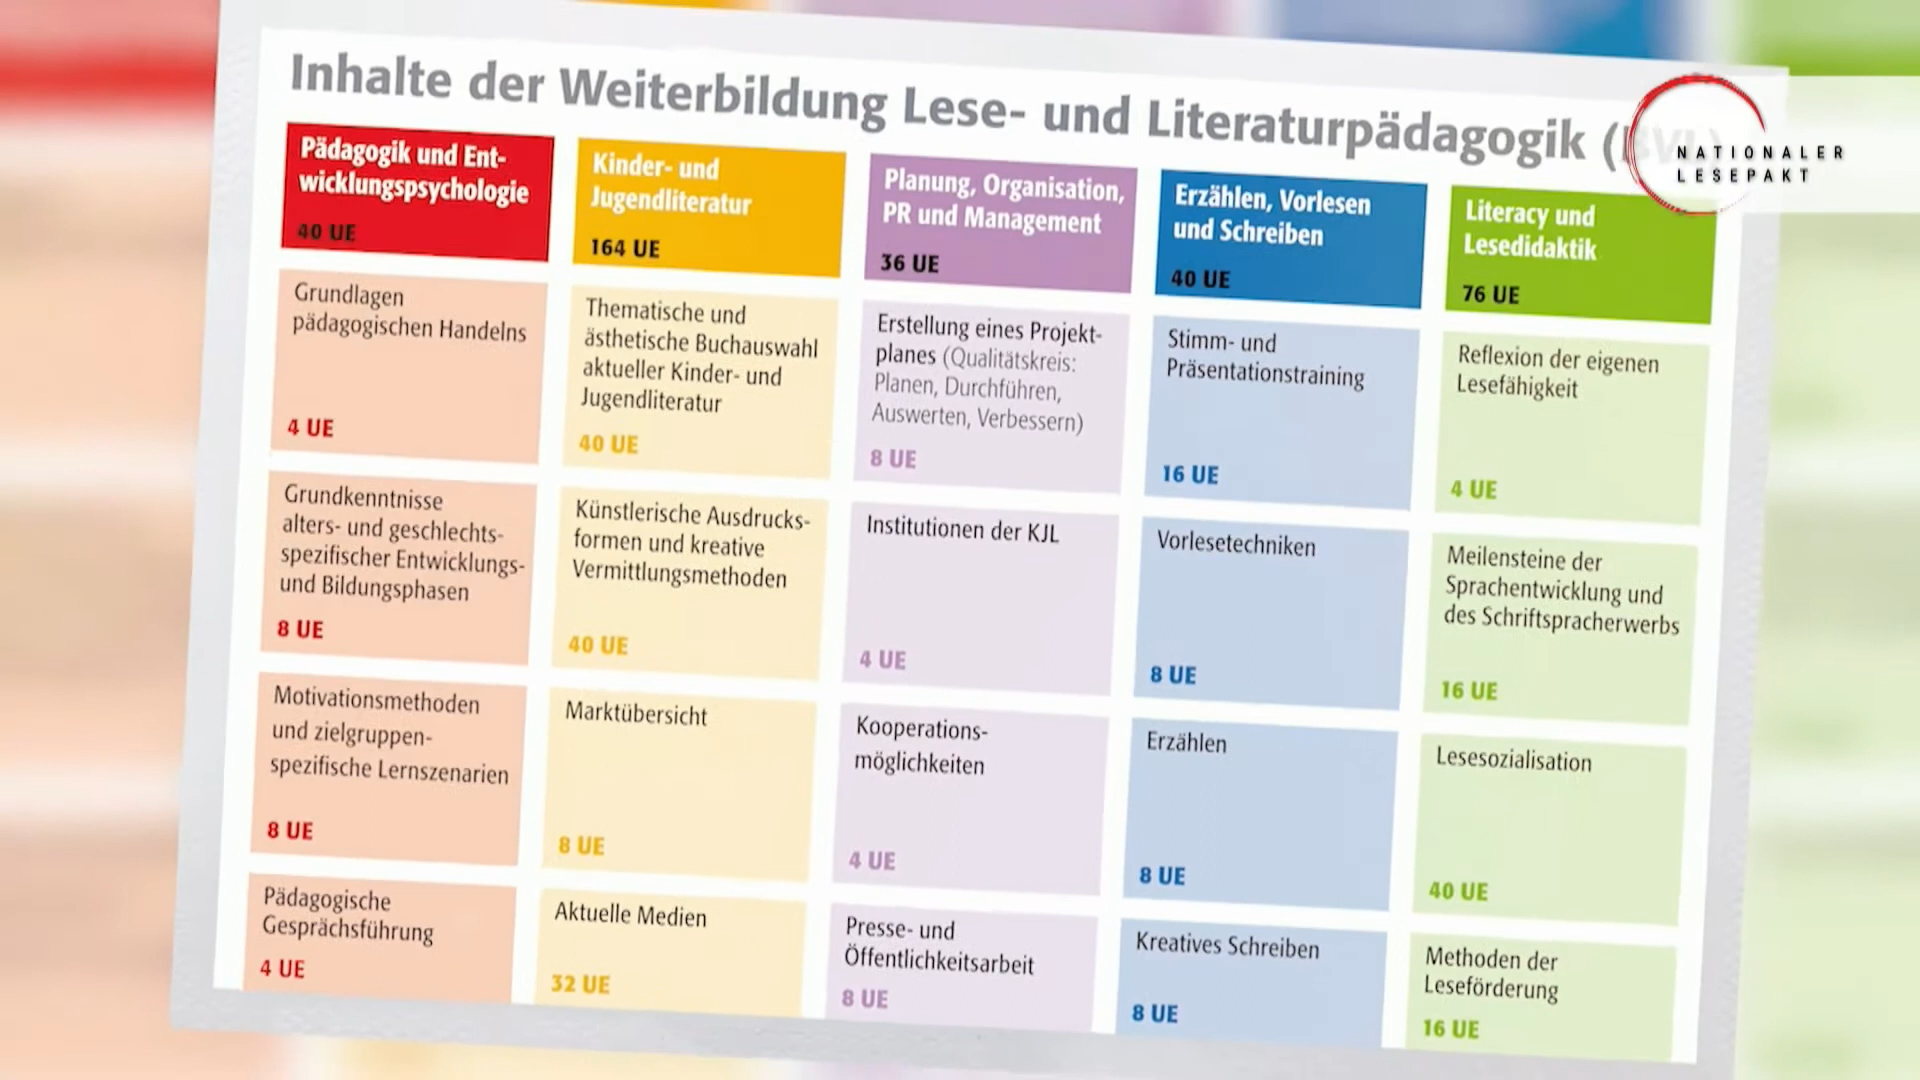 Inhalte der Weiterbildung Lese- und Literaturpädagogik (BVL)
NATIONALER
LESEPAKT
Pädagogik und Ent-
wicklungspsychologie
40 UE
Grundlagen
pädagogischen Handelns
4 UE
Grundkenntnisse
alters- und geschlechts-
spezifischer Entwicklungs-
und Bildungsphasen
8 UE
Motivationsmethoden
und zielgruppen-
spezifische Lernszenarien
8 UE
Pädagogische
Gesprächsführung
4 UE
Kinder- und
Jugendliteratur
164 UE
Thematische und
ästhetische Buchauswahl
aktueller Kinder- und
Jugendliteratur
40 UE
Künstlerische Ausdrucks-
formen und kreative
Vermittlungsmethoden
40 UE
Marktübersicht
8 UE
Aktuelle Medien
32 UE
Planung, Organisation,
PR und Management
36 UE
Erstellung eines Projekt-
planes (Qualitätskreis:
Planen, Durchführen,
Auswerten, Verbessern)
8 UE
Institutionen der KJL
4 UE
Kooperations-
möglichkeiten
4 UE
Presse- und
Öffentlichkeitsarbeit
8 UE
Erzählen, Vorlesen
und Schreiben
40 UE
Stimm- und
Präsentationstraining
16 UE
Vorlesetechniken
8 UE
Erzählen
8 UE
Kreatives Schreiben
8 UE
Literacy und
Lesedidaktik
76 UE
Reflexion der eigenen
Lesefähigkeit
4 UE
Meilensteine der
Sprachentwicklung und
des Schriftspracherwerbs
16 UE
Lesesozialisation
40 UE
Methoden der
Leseförderung
16 UE